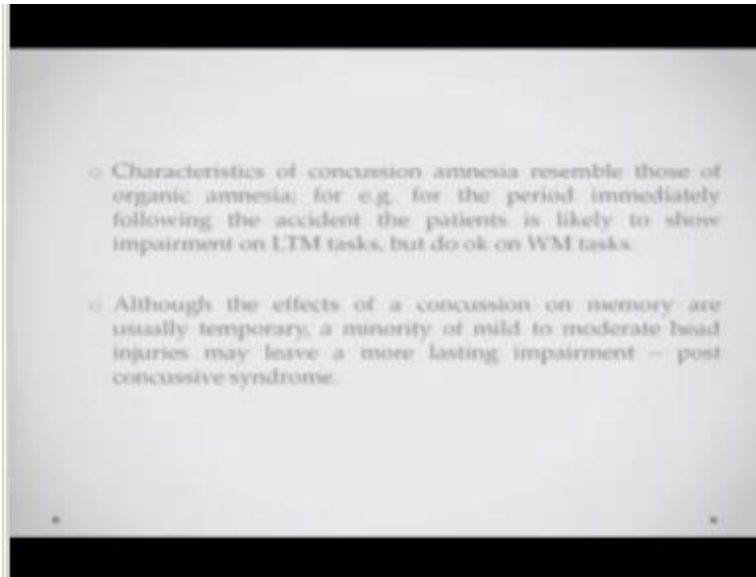 o Characteristics of concussion amnesia resemble those of
organic amnesia; for e.g. for the period immediately
following the accident the patients is likely to show
impairment on LTM tasks, but do ok on WM tasks.
o Although the effects of a concussion on memory are
usually temporary, a minority of mild to moderate head
injuries may leave a more lasting impairment – post
concussive syndrome.